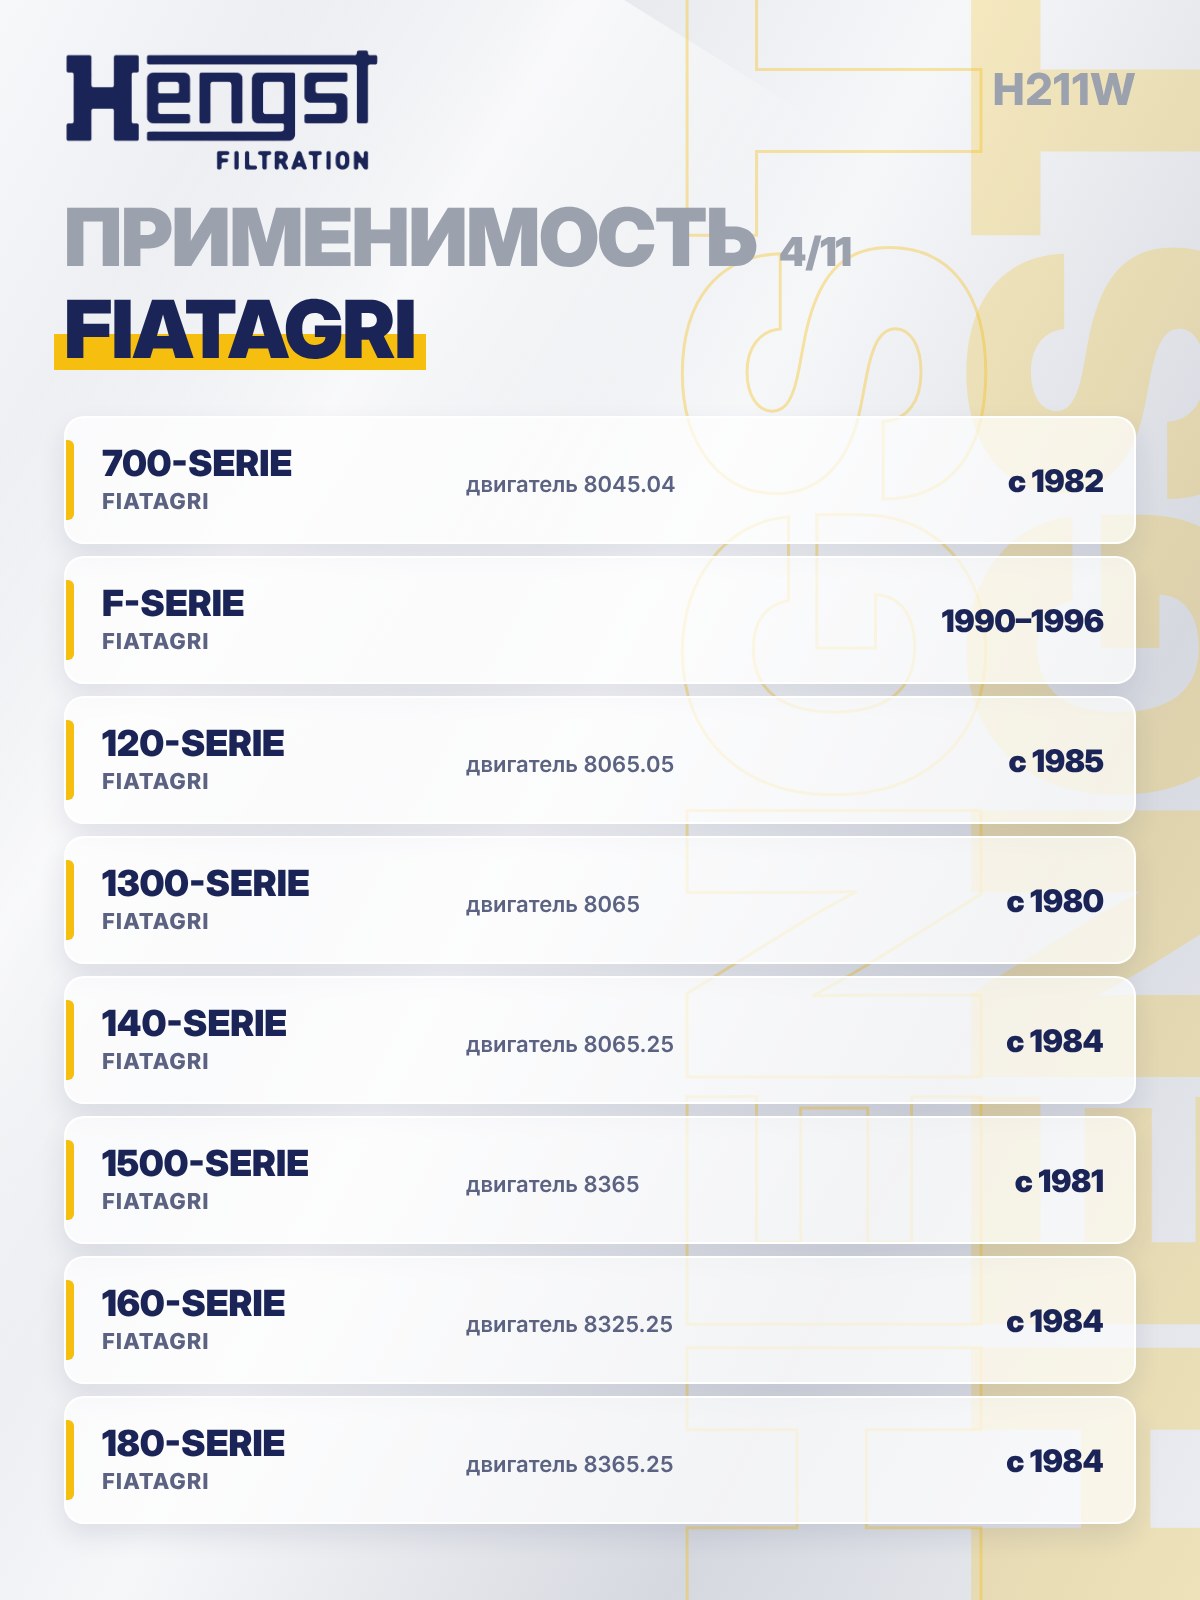 Hengst
FILTRATION
H211W
ПРИМЕНИМОСТЬ 4/11
FIATAGRI
700-SERIE
FIATAGRI
двигатель 8045.04
с 1982
F-SERIE
FIATAGRI
1990–1996
120-SERIE
FIATAGRI
двигатель 8065.05
с 1985
1300-SERIE
FIATAGRI
двигатель 8065
с 1980
140-SERIE
FIATAGRI
двигатель 8065.25
с 1984
1500-SERIE
FIATAGRI
двигатель 8365
с 1981
160-SERIE
FIATAGRI
двигатель 8325.25
с 1984
180-SERIE
FIATAGRI
двигатель 8365.25
с 1984
HENGST
HENGST